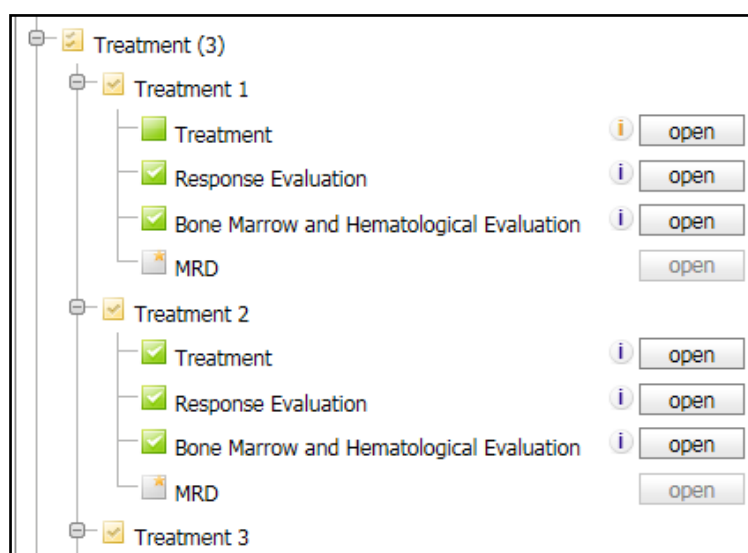 Treatment (3)
Treatment 1
Treatment i open
Response Evaluation i open
Bone Marrow and Hematological Evaluation i open
MRD open
Treatment 2
Treatment i open
Response Evaluation i open
Bone Marrow and Hematological Evaluation i open
MRD open
Treatment 3